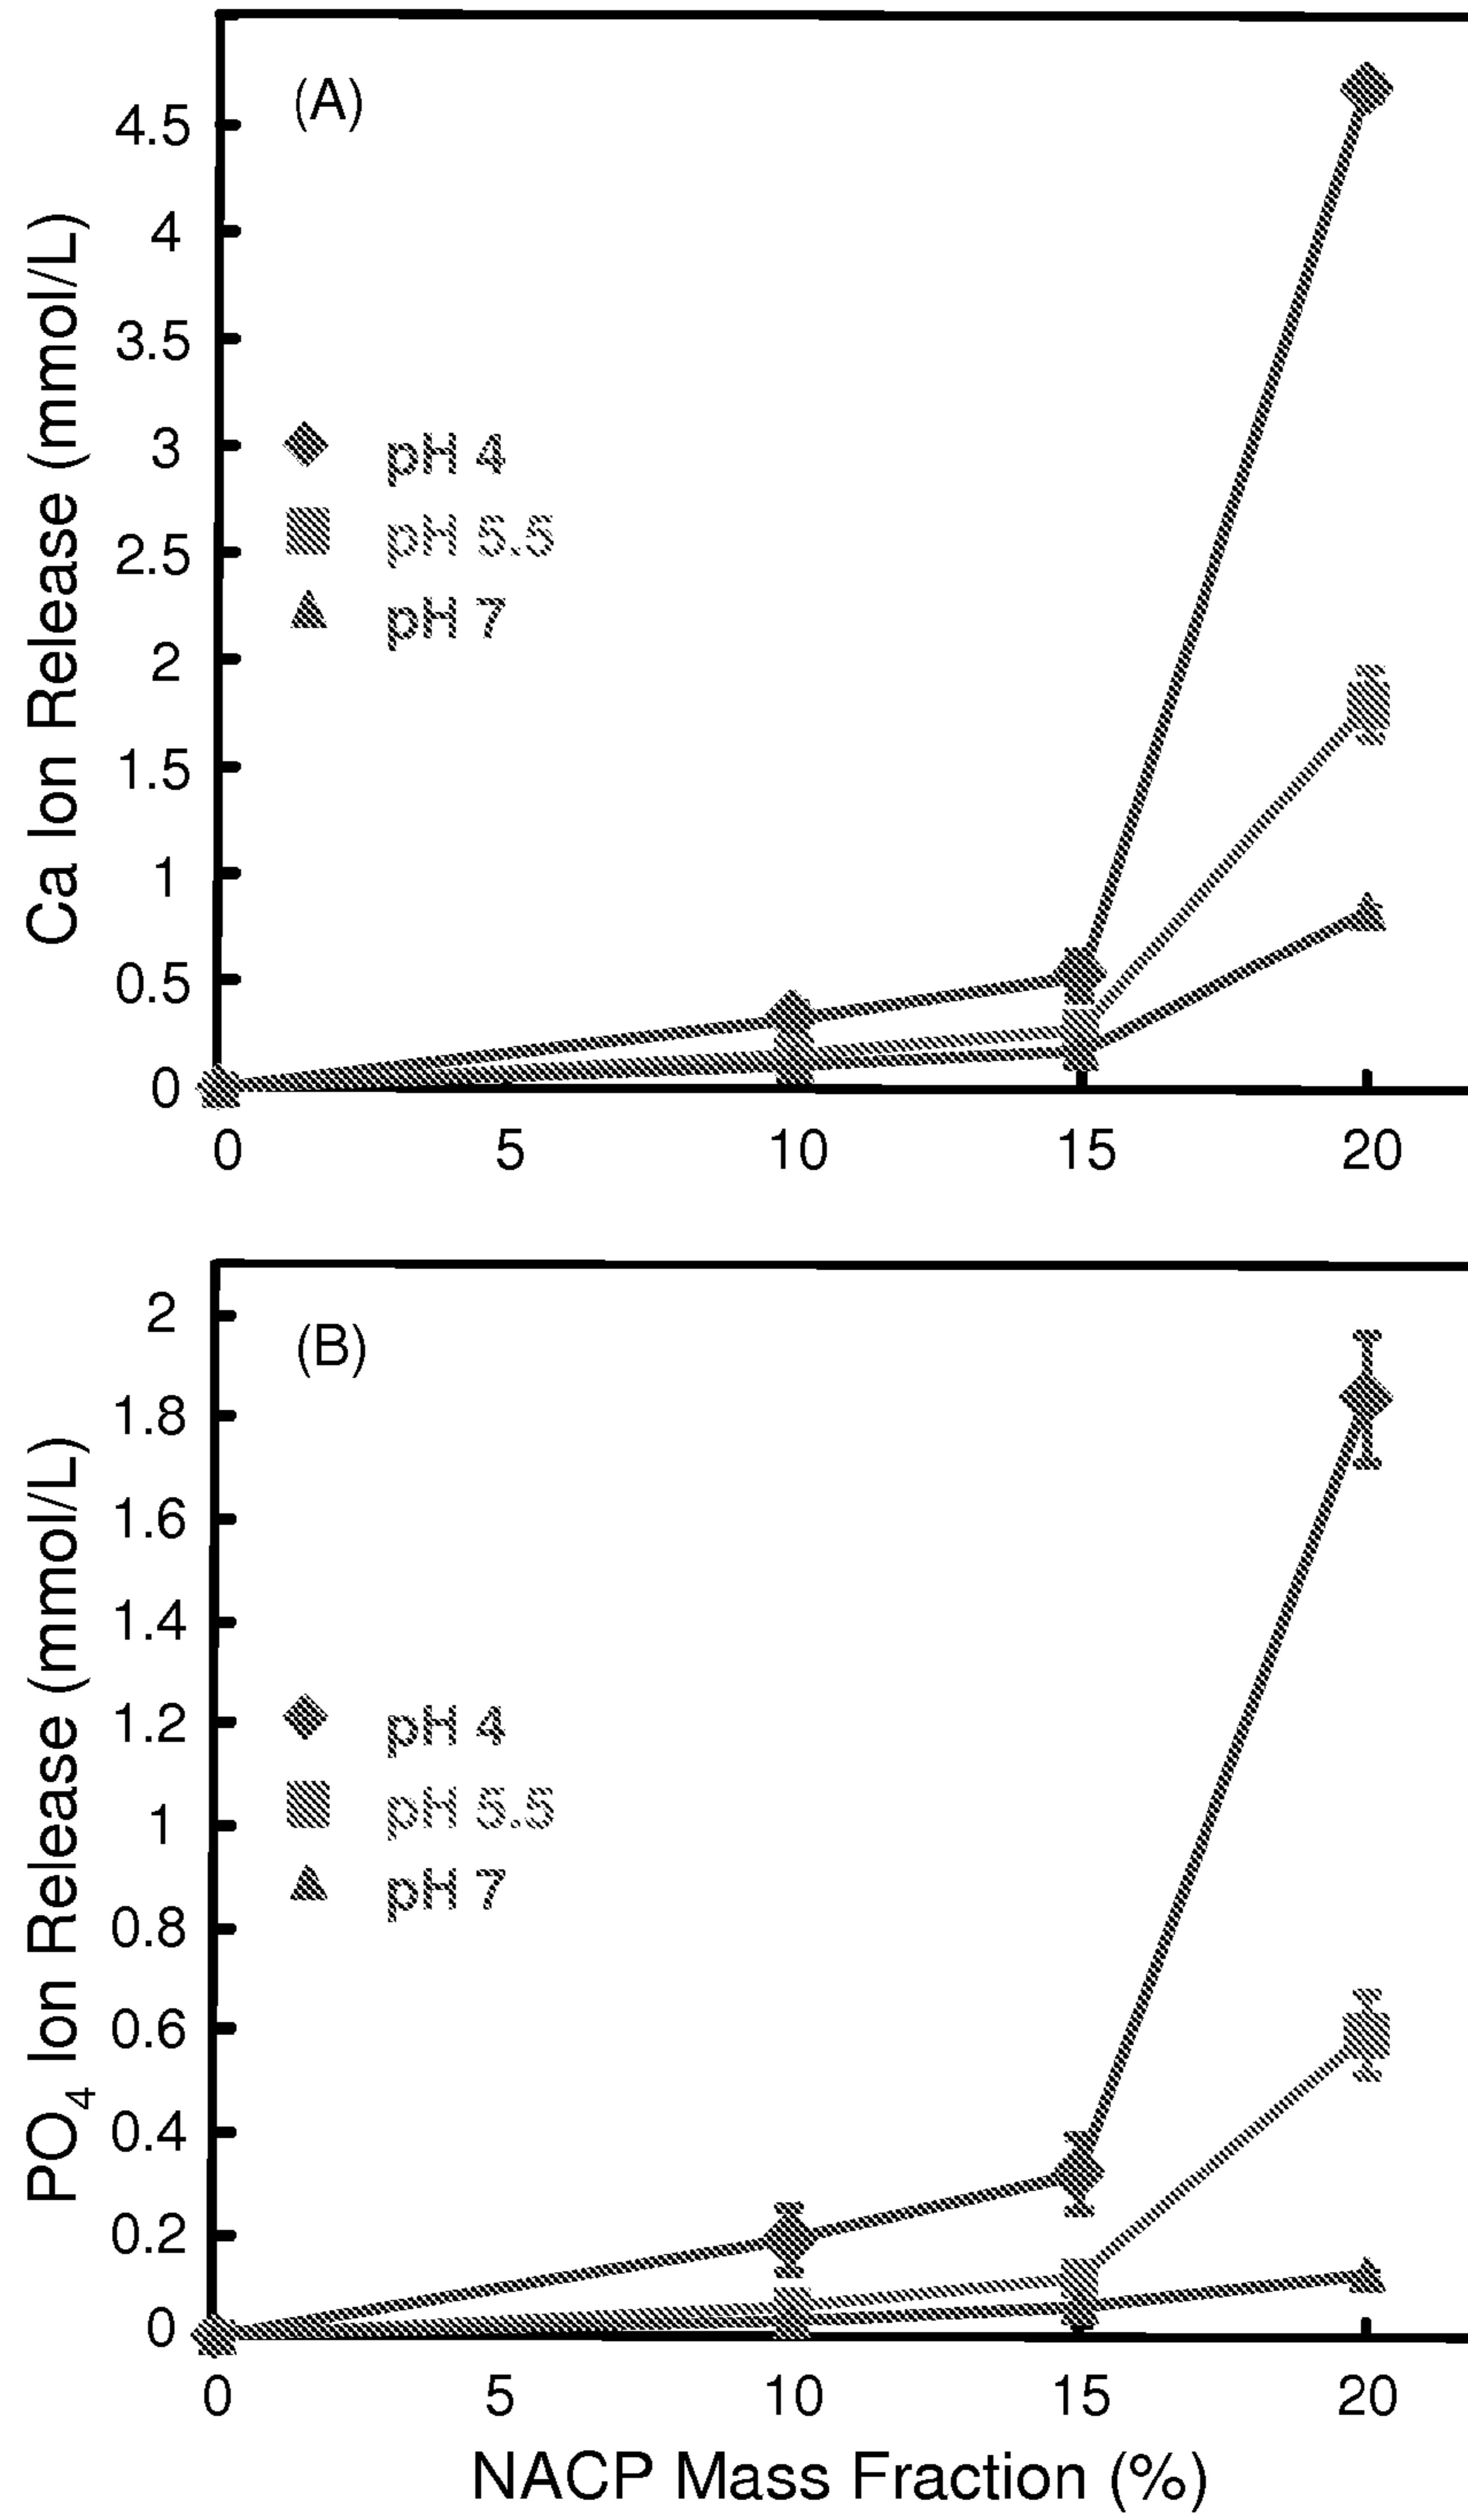 (A)
Ca Ion Release (mmol/L)
4.5
4
3.5
3
2.5
2
1.5
1
0.5
0
pH 4
pH 5.5
pH 7
0 5 10 15 20
(B)
PO4 Ion Release (mmol/L)
2
1.8
1.6
1.4
1.2
1
0.8
0.6
0.4
0.2
0
pH 4
pH 5.5
pH 7
0 5 10 15 20
NACP Mass Fraction (%)